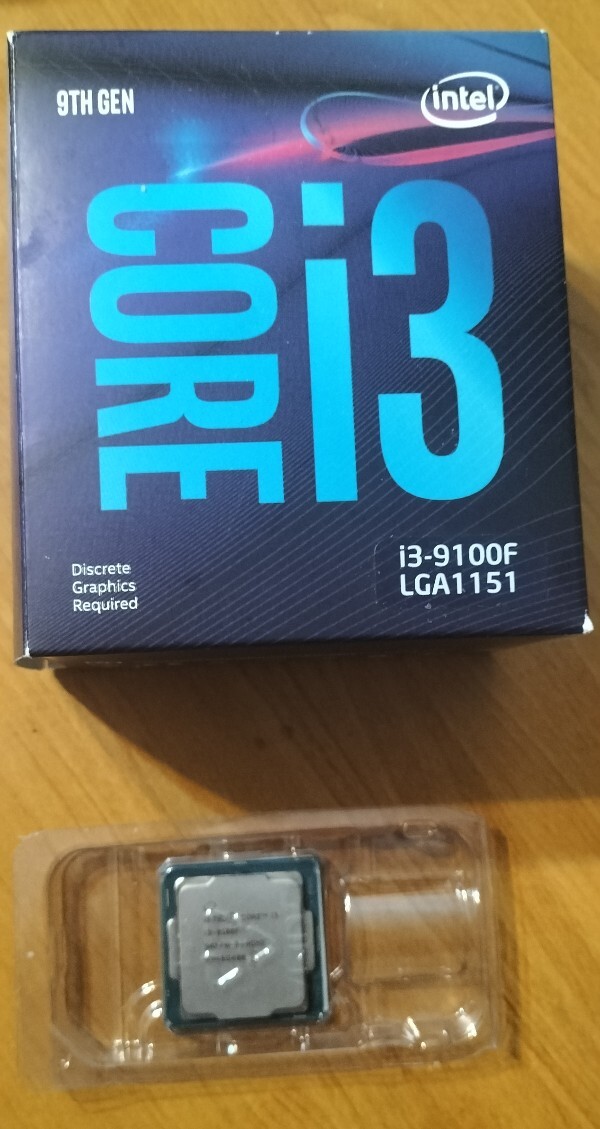 9TH GEN
intel
CORE i3
Discrete
Graphics
Required
i3-9100F
LGA1151